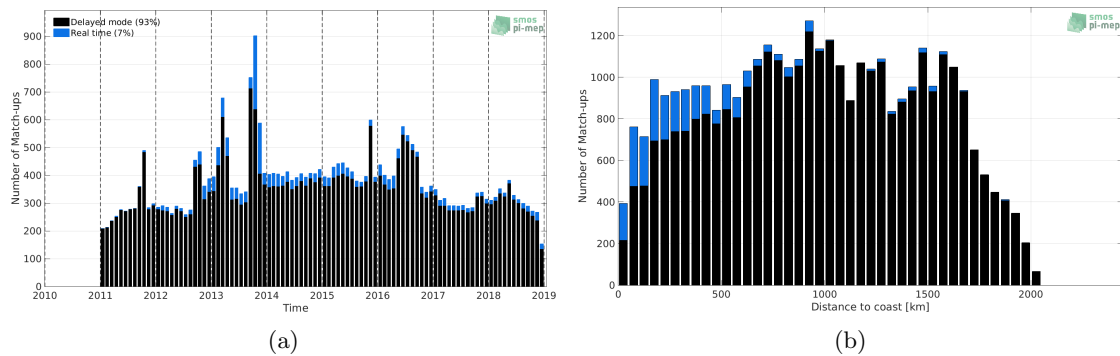 Delayed mode (93%)
Real time (7%)
smos
pi-mep
Number of Match-ups
900
800
700
600
500
400
300
200
100
0
2010 2011 2012 2013 2014 2015 2016 2017 2018 2019
Time
(a)
smos
pi-mep
Number of Match-ups
1200
1000
800
600
400
200
0
0 500 1000 1500 2000
Distance to coast [km]
(b)